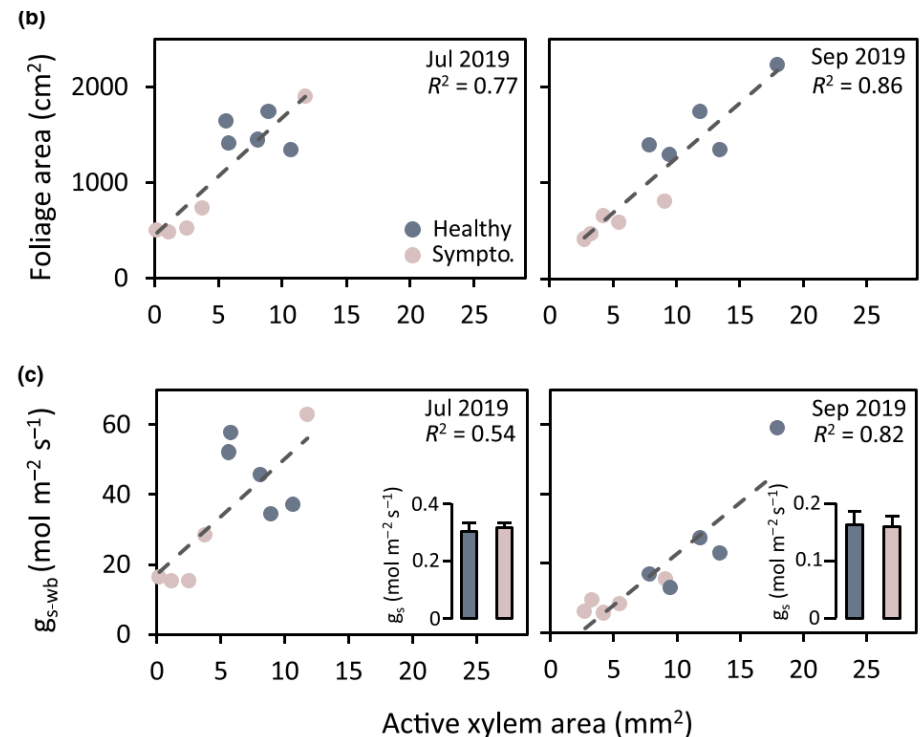 (b)
Foliage area (cm²)
2000
1000
0
Jul 2019
R² = 0.77
Healthy
Sympto.
0 5 10 15 20 25
Sep 2019
R² = 0.86
0 5 10 15 20 25
(c)
gs-wb (mol m⁻² s⁻¹)
60
40
20
0
Jul 2019
R² = 0.54
gs (mol m⁻² s⁻¹)
0.4
0.2
0
0 5 10 15 20 25
Sep 2019
R² = 0.82
gs (mol m⁻² s⁻¹)
0.2
0.1
0
0 5 10 15 20 25
Active xylem area (mm²)